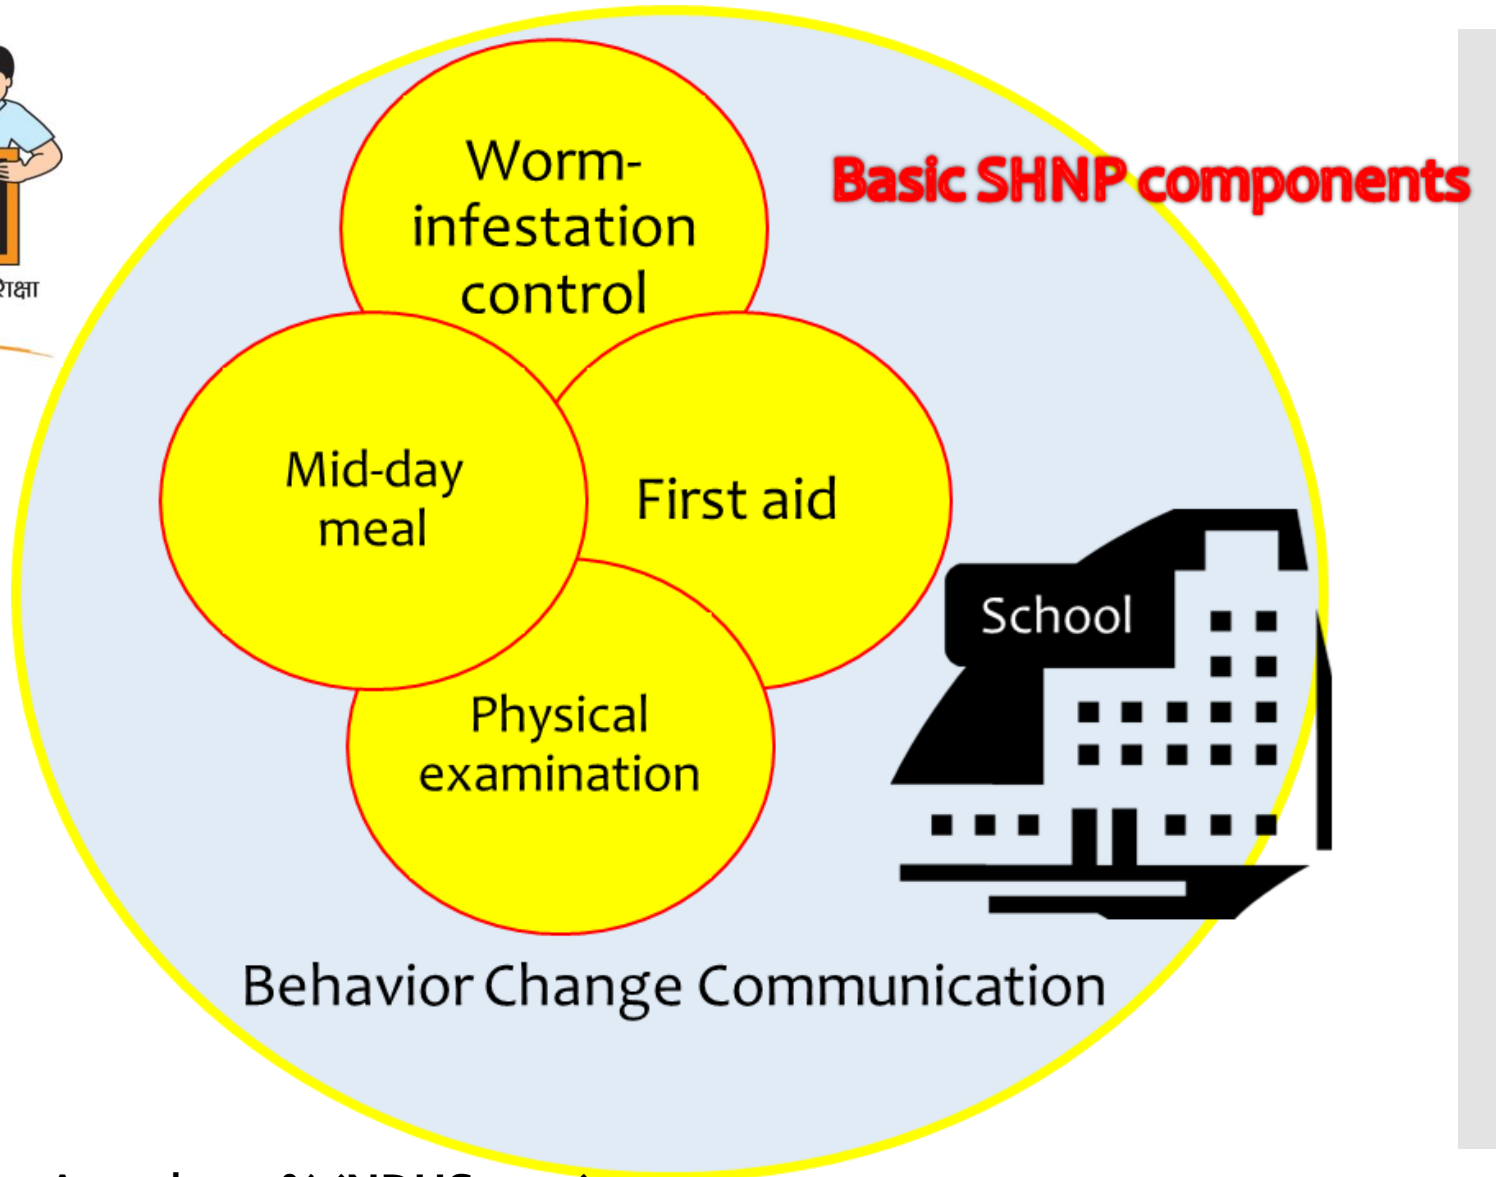 Basic SHNP components
Worm-
infestation
control
Mid-day
meal
First aid
School
Physical
examination
Behavior Change Communication